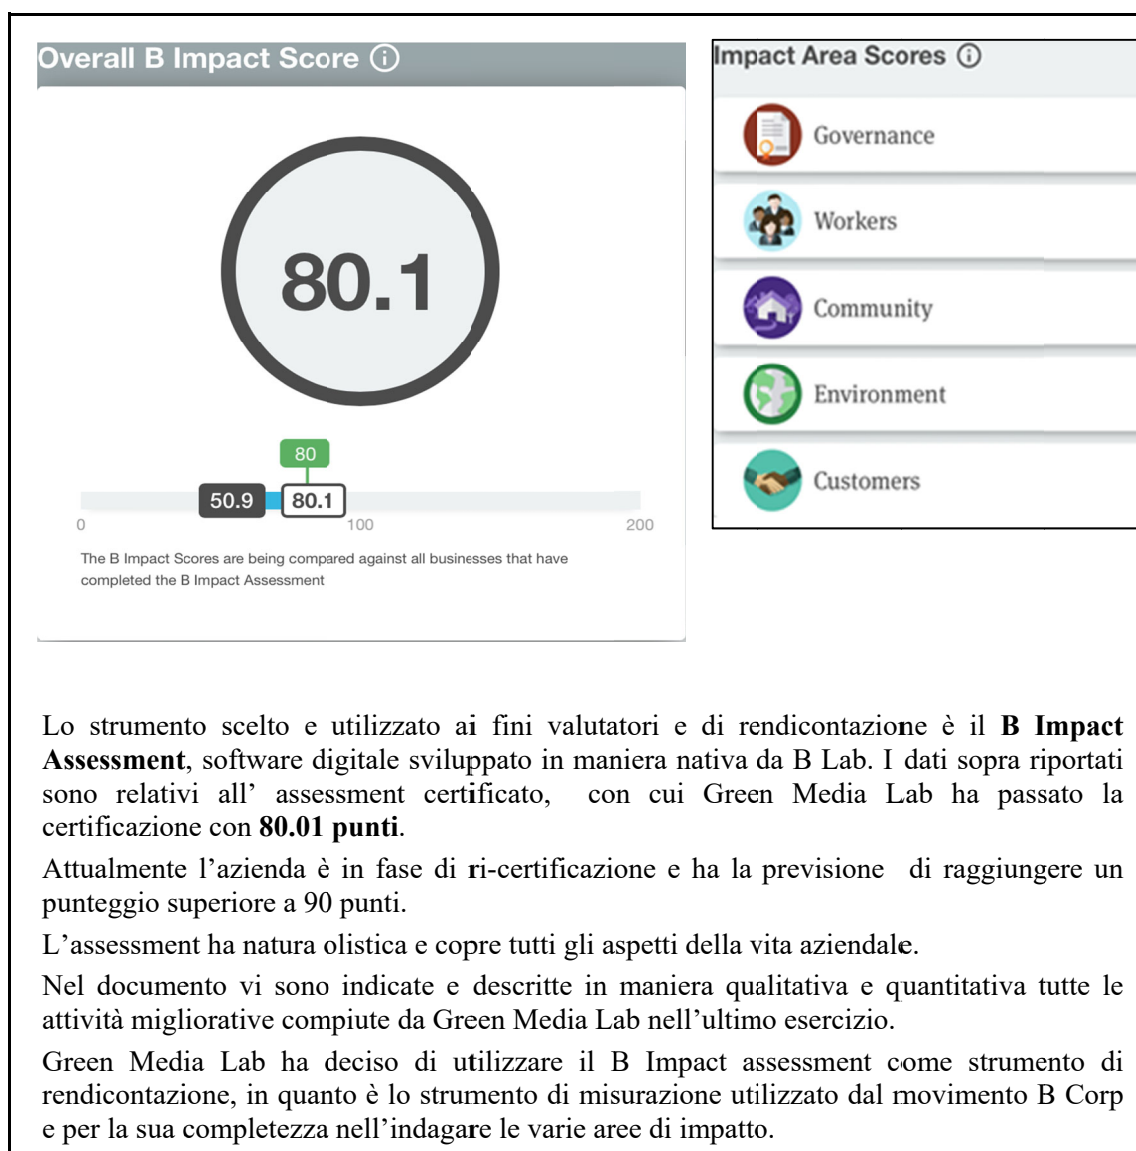 Overall B Impact Score
80.1
80
50.9
80.1
0
100
200
The B Impact Scores are being compared against all businesses that have
completed the B Impact Assessment
Impact Area Scores
Governance
Workers
Community
Environment
Customers
Lo strumento scelto e utilizzato ai fini valutatori e di rendicontazione è il B Impact
Assessment, software digitale sviluppato in maniera nativa da B Lab. I dati sopra riportati
sono relativi all’ assessment certificato, con cui Green Media Lab ha passato la
certificazione con 80.01 punti.
Attualmente l’azienda è in fase di ri-certificazione e ha la previsione di raggiungere un
punteggio superiore a 90 punti.
L’assessment ha natura olistica e copre tutti gli aspetti della vita aziendale.
Nel documento vi sono indicate e descritte in maniera qualitativa e quantitativa tutte le
attività migliorative compiute da Green Media Lab nell’ultimo esercizio.
Green Media Lab ha deciso di utilizzare il B Impact assessment come strumento di
rendicontazione, in quanto è lo strumento di misurazione utilizzato dal movimento B Corp
e per la sua completezza nell’indagare le varie aree di impatto.